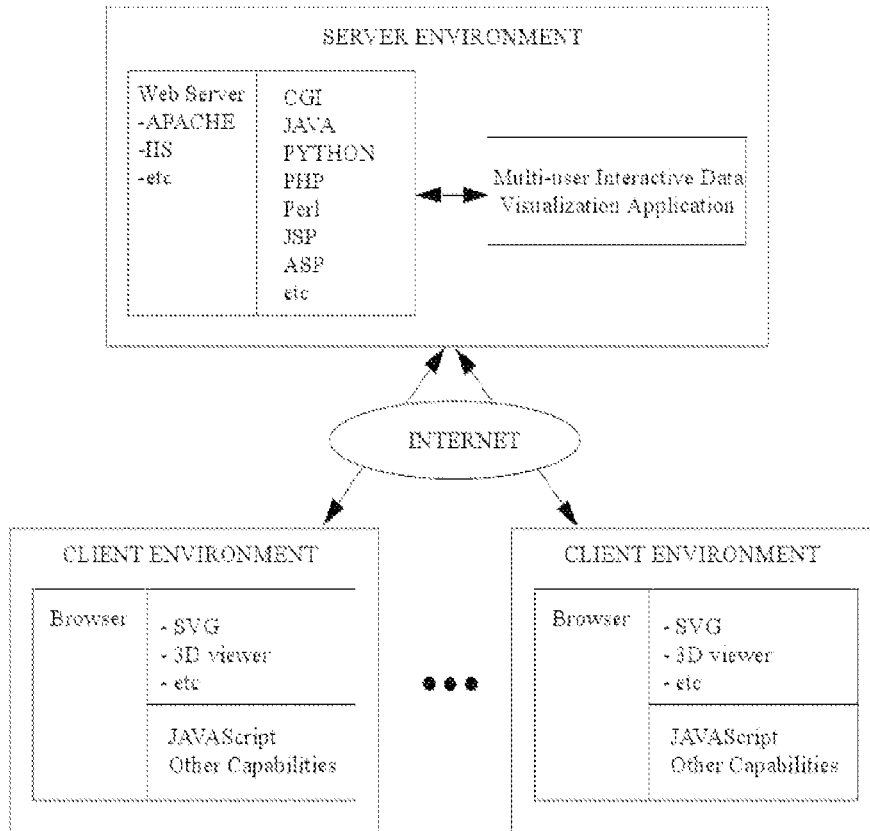 SERVER ENVIRONMENT
Web Server
-APACHE
-IIS
-etc
CGI
JAVA
PYTHON
PHP
Perl
JSP
ASP
etc
Multi-user Interactive Data
Visualization Application
INTERNET
CLIENT ENVIRONMENT
Browser
- SVG
- 3D viewer
- etc
JAVAScript
Other Capabilities
CLIENT ENVIRONMENT
Browser
- SVG
- 3D viewer
- etc
JAVAScript
Other Capabilities